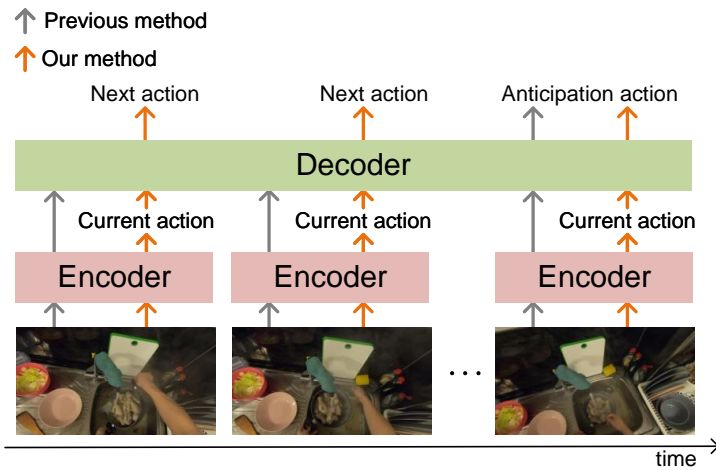 Previous method
Our method
Next action
Next action
Anticipation action
Decoder
Current action
Current action
Current action
Encoder
Encoder
Encoder
...
time